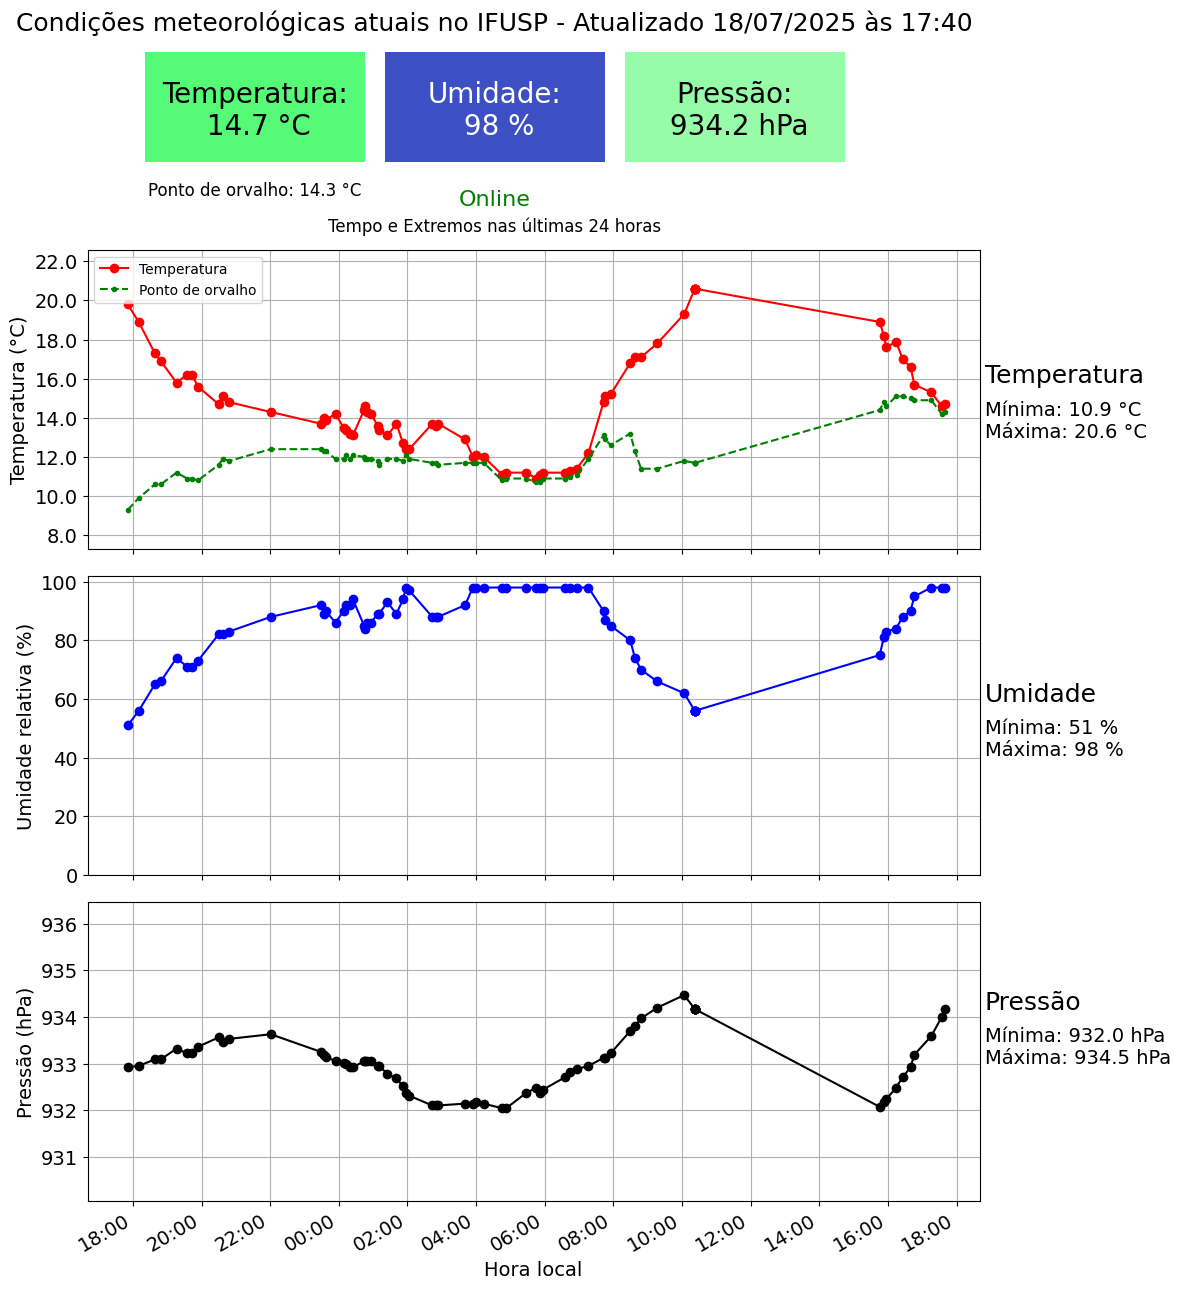 Condições meteorológicas atuais no IFUSP - Atualizado 18/07/2025 às 17:40
Temperatura:
14.7 °C
Umidade:
98 %
Pressão:
934.2 hPa
Ponto de orvalho: 14.3 °C
Online
Tempo e Extremos nas últimas 24 horas
Temperatura
Ponto de orvalho
22.0
20.0
18.0
16.0
14.0
12.0
10.0
8.0
Temperatura (°C)
Temperatura
Mínima: 10.9 °C
Máxima: 20.6 °C
100
80
60
40
20
0
Umidade relativa (%)
Umidade
Mínima: 51 %
Máxima: 98 %
936
935
934
933
932
931
Pressão (hPa)
Pressão
Mínima: 932.0 hPa
Máxima: 934.5 hPa
18:00 20:00 22:00 00:00 02:00 04:00 06:00 08:00 10:00 12:00 14:00 16:00 18:00
Hora local